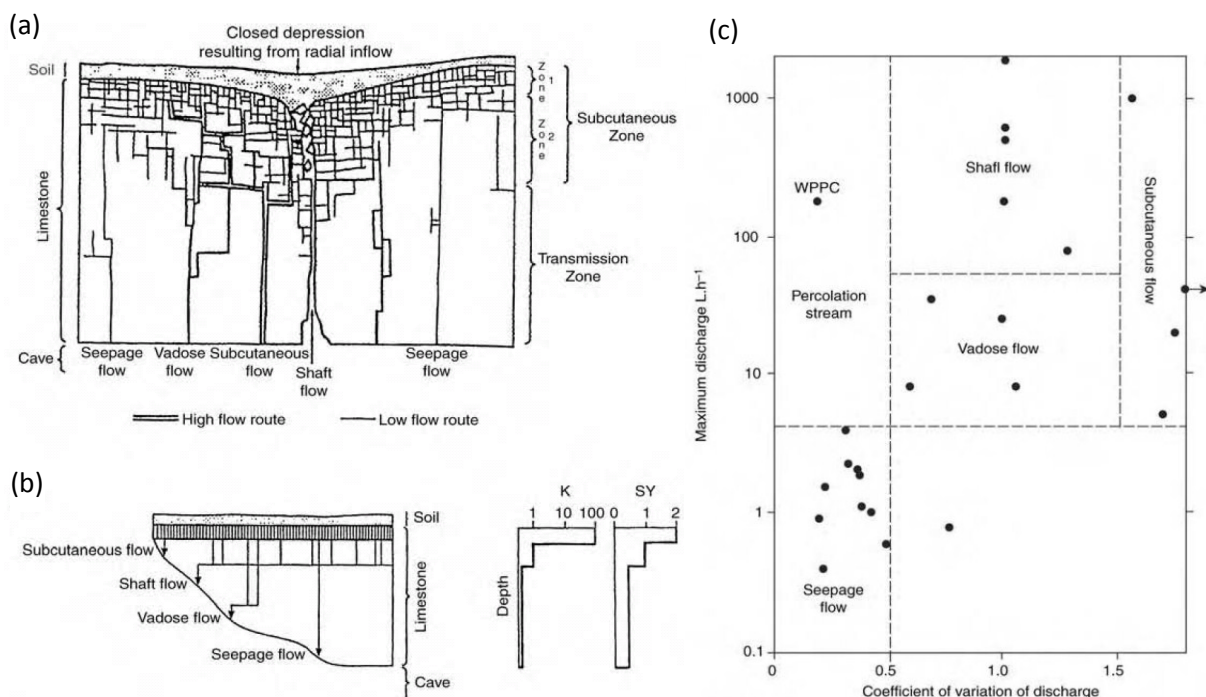 (a)
Closed depression
resulting from radial inflow
Soil
Limestone
Cave
Zone 1
Zone 2
Subcutaneous
Zone
Transmission
Zone
Seepage Vadose Subcutaneous Seepage
flow flow flow Shaft flow
flow
High flow route Low flow route
(b)
Soil
Subcutaneous flow
Shaft flow
Vadose flow
Seepage flow
Limestone
Cave
K SY
1 10 100 0 1 2
Depth
(c)
Maximum discharge L.h-1
1000
100
10
1
0.1
WPPC
Shafl flow
Subcutaneous flow
Percolation
stream
Vadose flow
Seepage
flow
0 0.5 1.0 1.5
Coefficient of variation of discharge